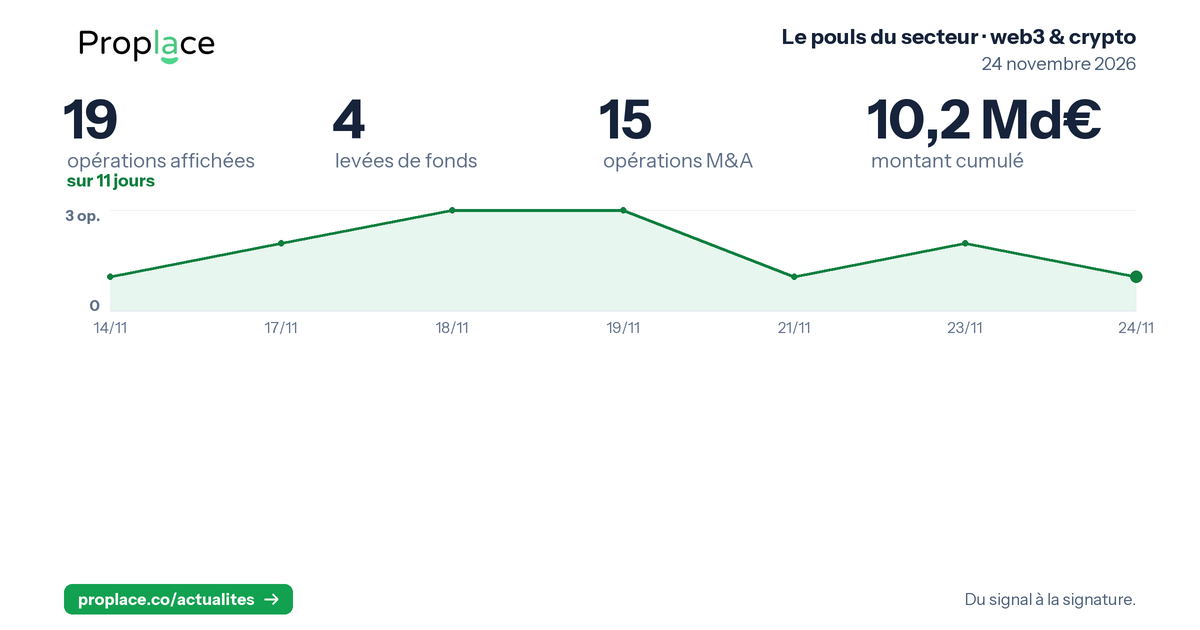 Proplace
Le pouls du secteur · web3 & crypto
24 novembre 2026
19
opérations affichées
sur 11 jours
4
levées de fonds
15
opérations M&A
10,2 Md€
montant cumulé
3 op.
0
14/11 17/11 18/11 19/11 21/11 23/11 24/11
proplace.co/actualites →
Du signal à la signature.